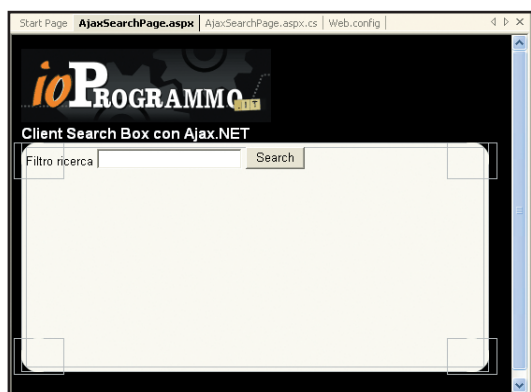 Start Page AjaxSearchPage.aspx AjaxSearchPage.aspx.cs Web.config
ioPROGRAMMO.IT
Client Search Box con Ajax.NET
Filtro ricerca Search